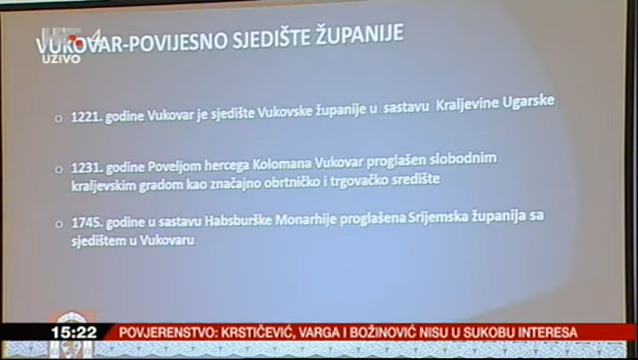 HRT4
UŽIVO
VUKOVAR-POVIJESNO SJEDIŠTE ŽUPANIJE
1221. godine Vukovar je sjedište Vukovske županije u sastavu Kraljevine Ugarske
1231. godine Poveljom hercega Kolomana Vukovar proglašen slobodnim
kraljevskim gradom kao značajno obrtničko i trgovačko središte
1745. godine u sastavu Habsburške Monarhije proglašena Srijemska županija sa
sjedištem u Vukovaru
15:22 POVJERENSTVO: KRSTIČEVIĆ, VARGA I BOŽINOVIĆ NISU U SUKOBU INTERESA